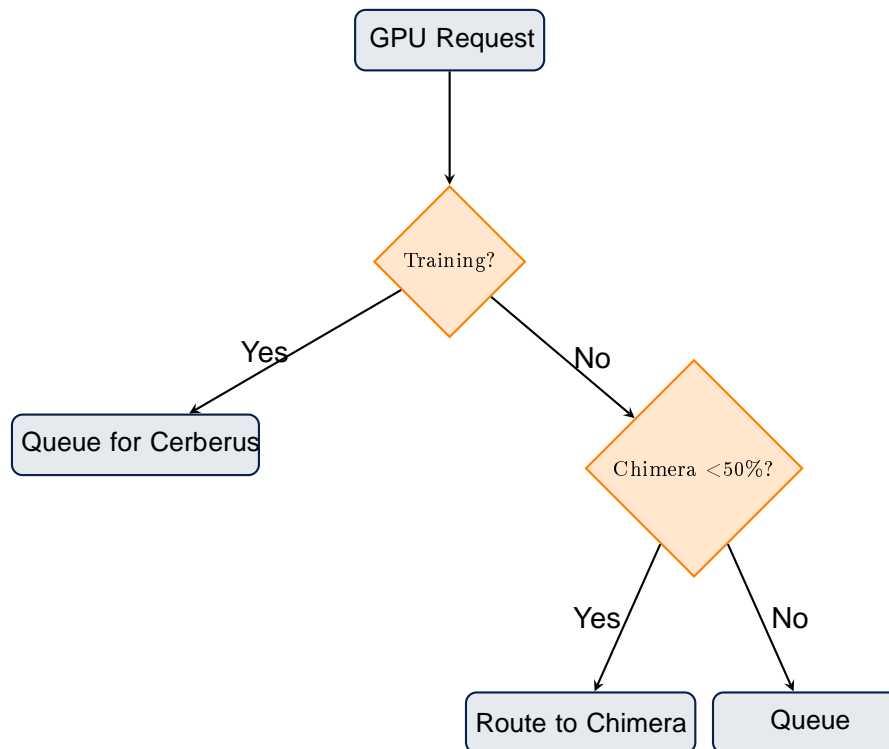 GPU Request
Training?
Yes
No
Queue for Cerberus
Chimera <50%?
Yes
No
Route to Chimera
Queue